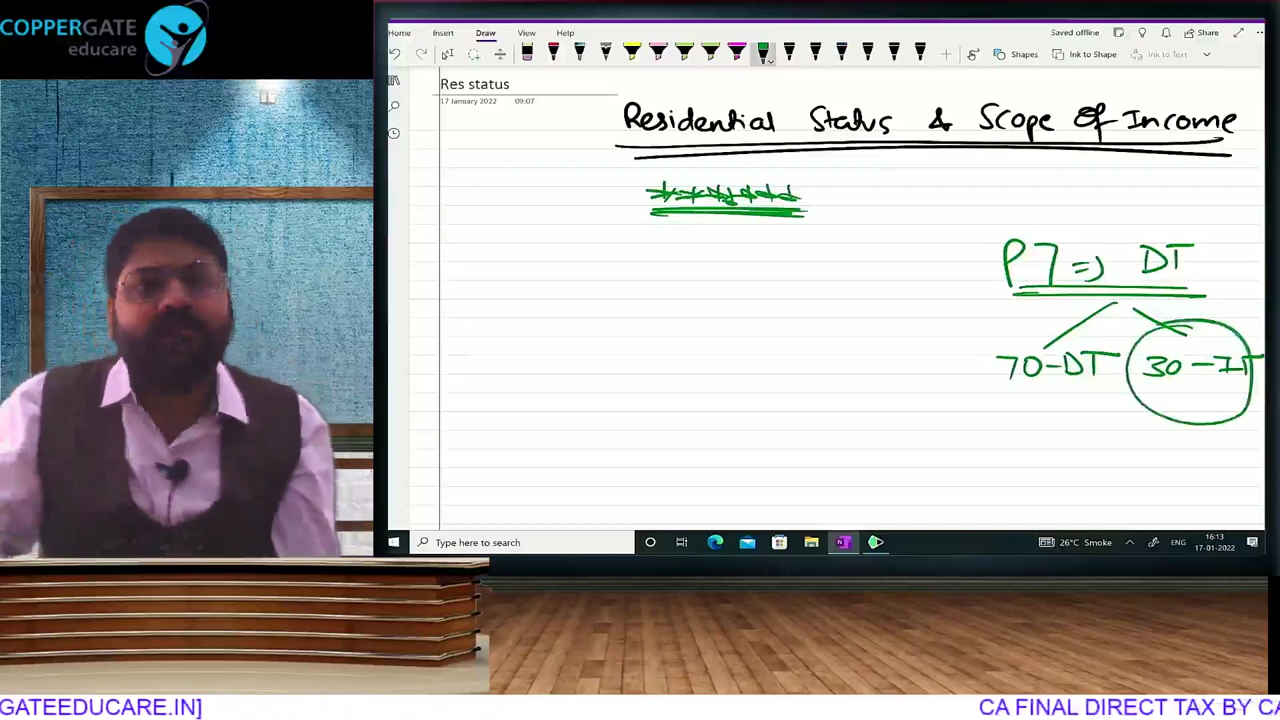 COPPERGATE
educare
Home Insert Draw View Help
Saved offline
Share
Shapes
Ink to Shape
Ink to Text
Res status
17 January 2022 09:07
Residential Status & Scope Of Income
P7 => DT
70-DT 30-IT
Type here to search
26°C Smoke
ENG
16:13
17-01-2022
GATEEDUCARE.IN]
CA FINAL DIRECT TAX BY CA